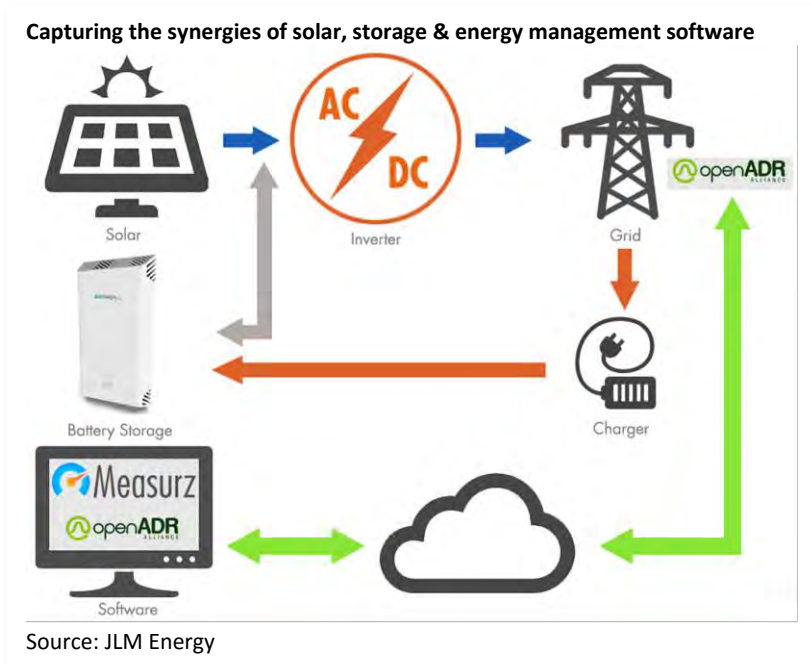 Capturing the synergies of solar, storage & energy management software
AC
DC
openADR
ALLIANCE
Solar
Inverter
Grid
Battery Storage
Charger
Measurz
openADR
ALLIANCE
Software
Source: JLM Energy